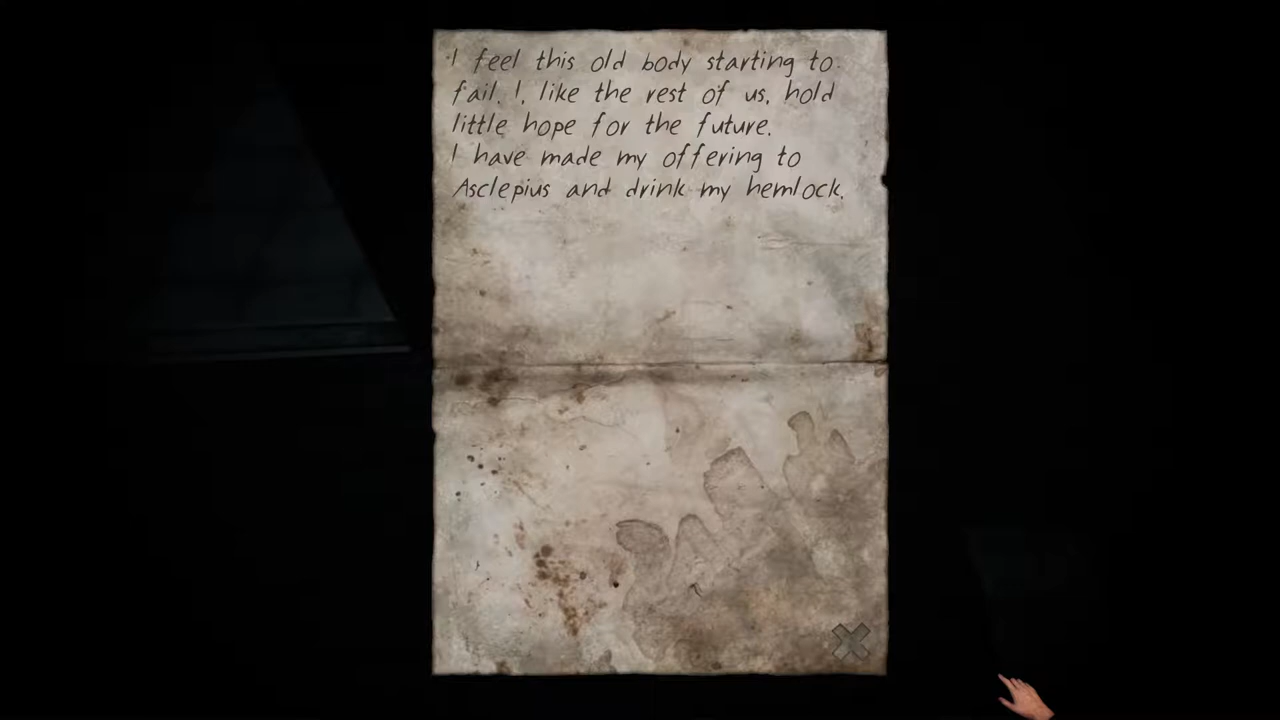 I feel this old body starting to
fail. I, like the rest of us, hold
little hope for the future.
I have made my offering to
Asclepius and drink my hemlock.